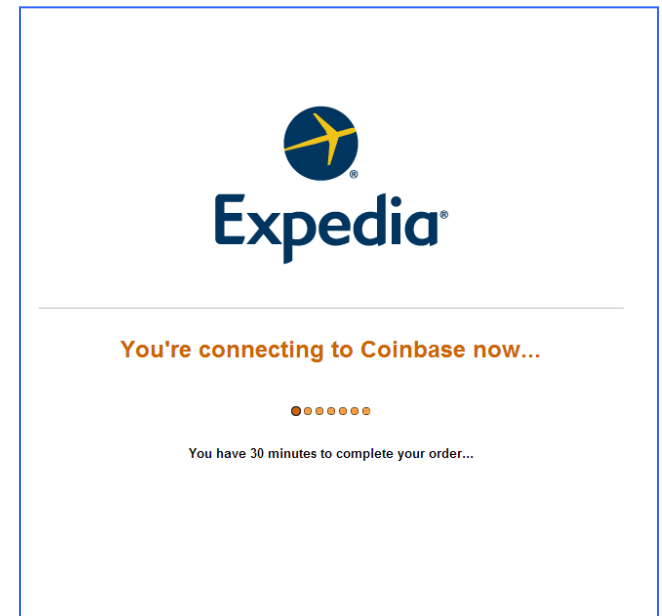 Expedia®
You're connecting to Coinbase now...
You have 30 minutes to complete your order...